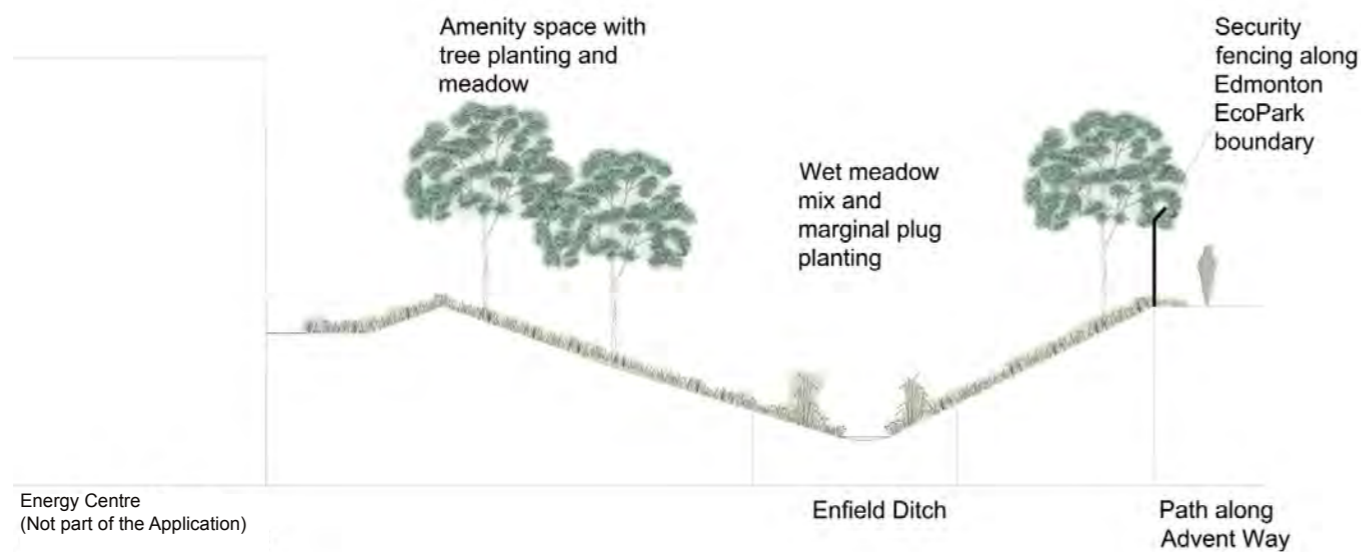 Amenity space with
tree planting and
meadow
Security
fencing along
Edmonton
EcoPark
boundary
Wet meadow
mix and
marginal plug
planting
Energy Centre
(Not part of the Application)
Enfield Ditch
Path along
Advent Way